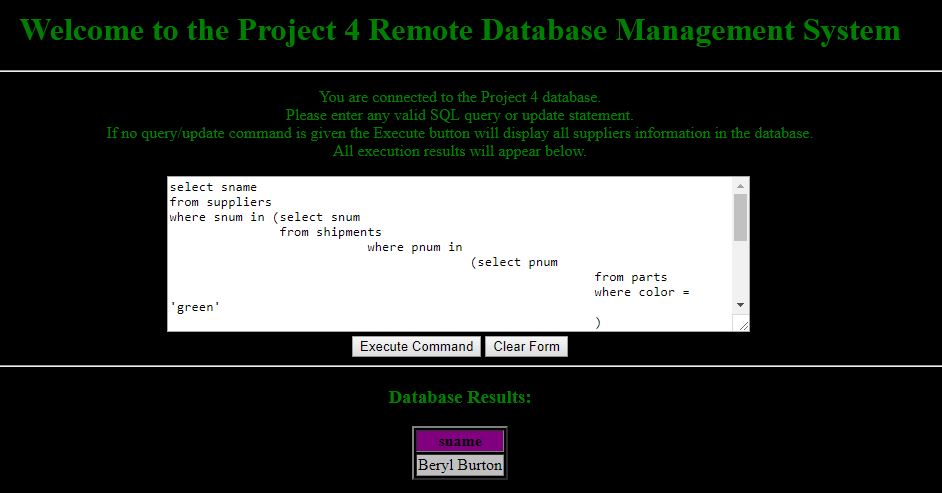 Welcome to the Project 4 Remote Database Management System
You are connected to the Project 4 database.
Please enter any valid SQL query or update statement.
If no query/update command is given the Execute button will display all suppliers information in the database.
All execution results will appear below.
select sname
from suppliers
where snum in (select snum
from shipments
where pnum in
(select pnum
from parts
where color =
'green'
)
Execute Command Clear Form
Database Results:
sname
Beryl Burton